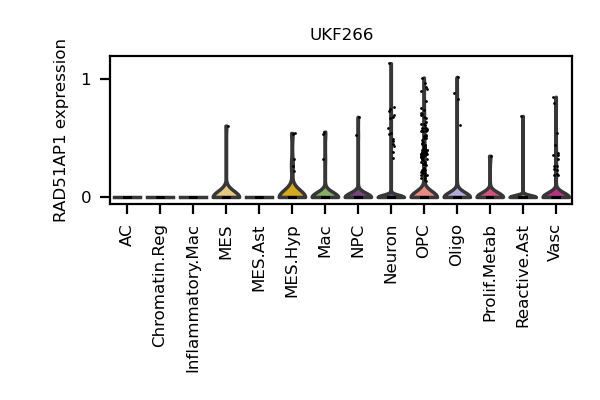 UKF266
RAD51AP1 expression
1
0
AC
Chromatin.Reg
Inflammatory.Mac
MES
MES.Ast
MES.Hyp
Mac
NPC
Neuron
OPC
Oligo
Prolif.Metab
Reactive.Ast
Vasc